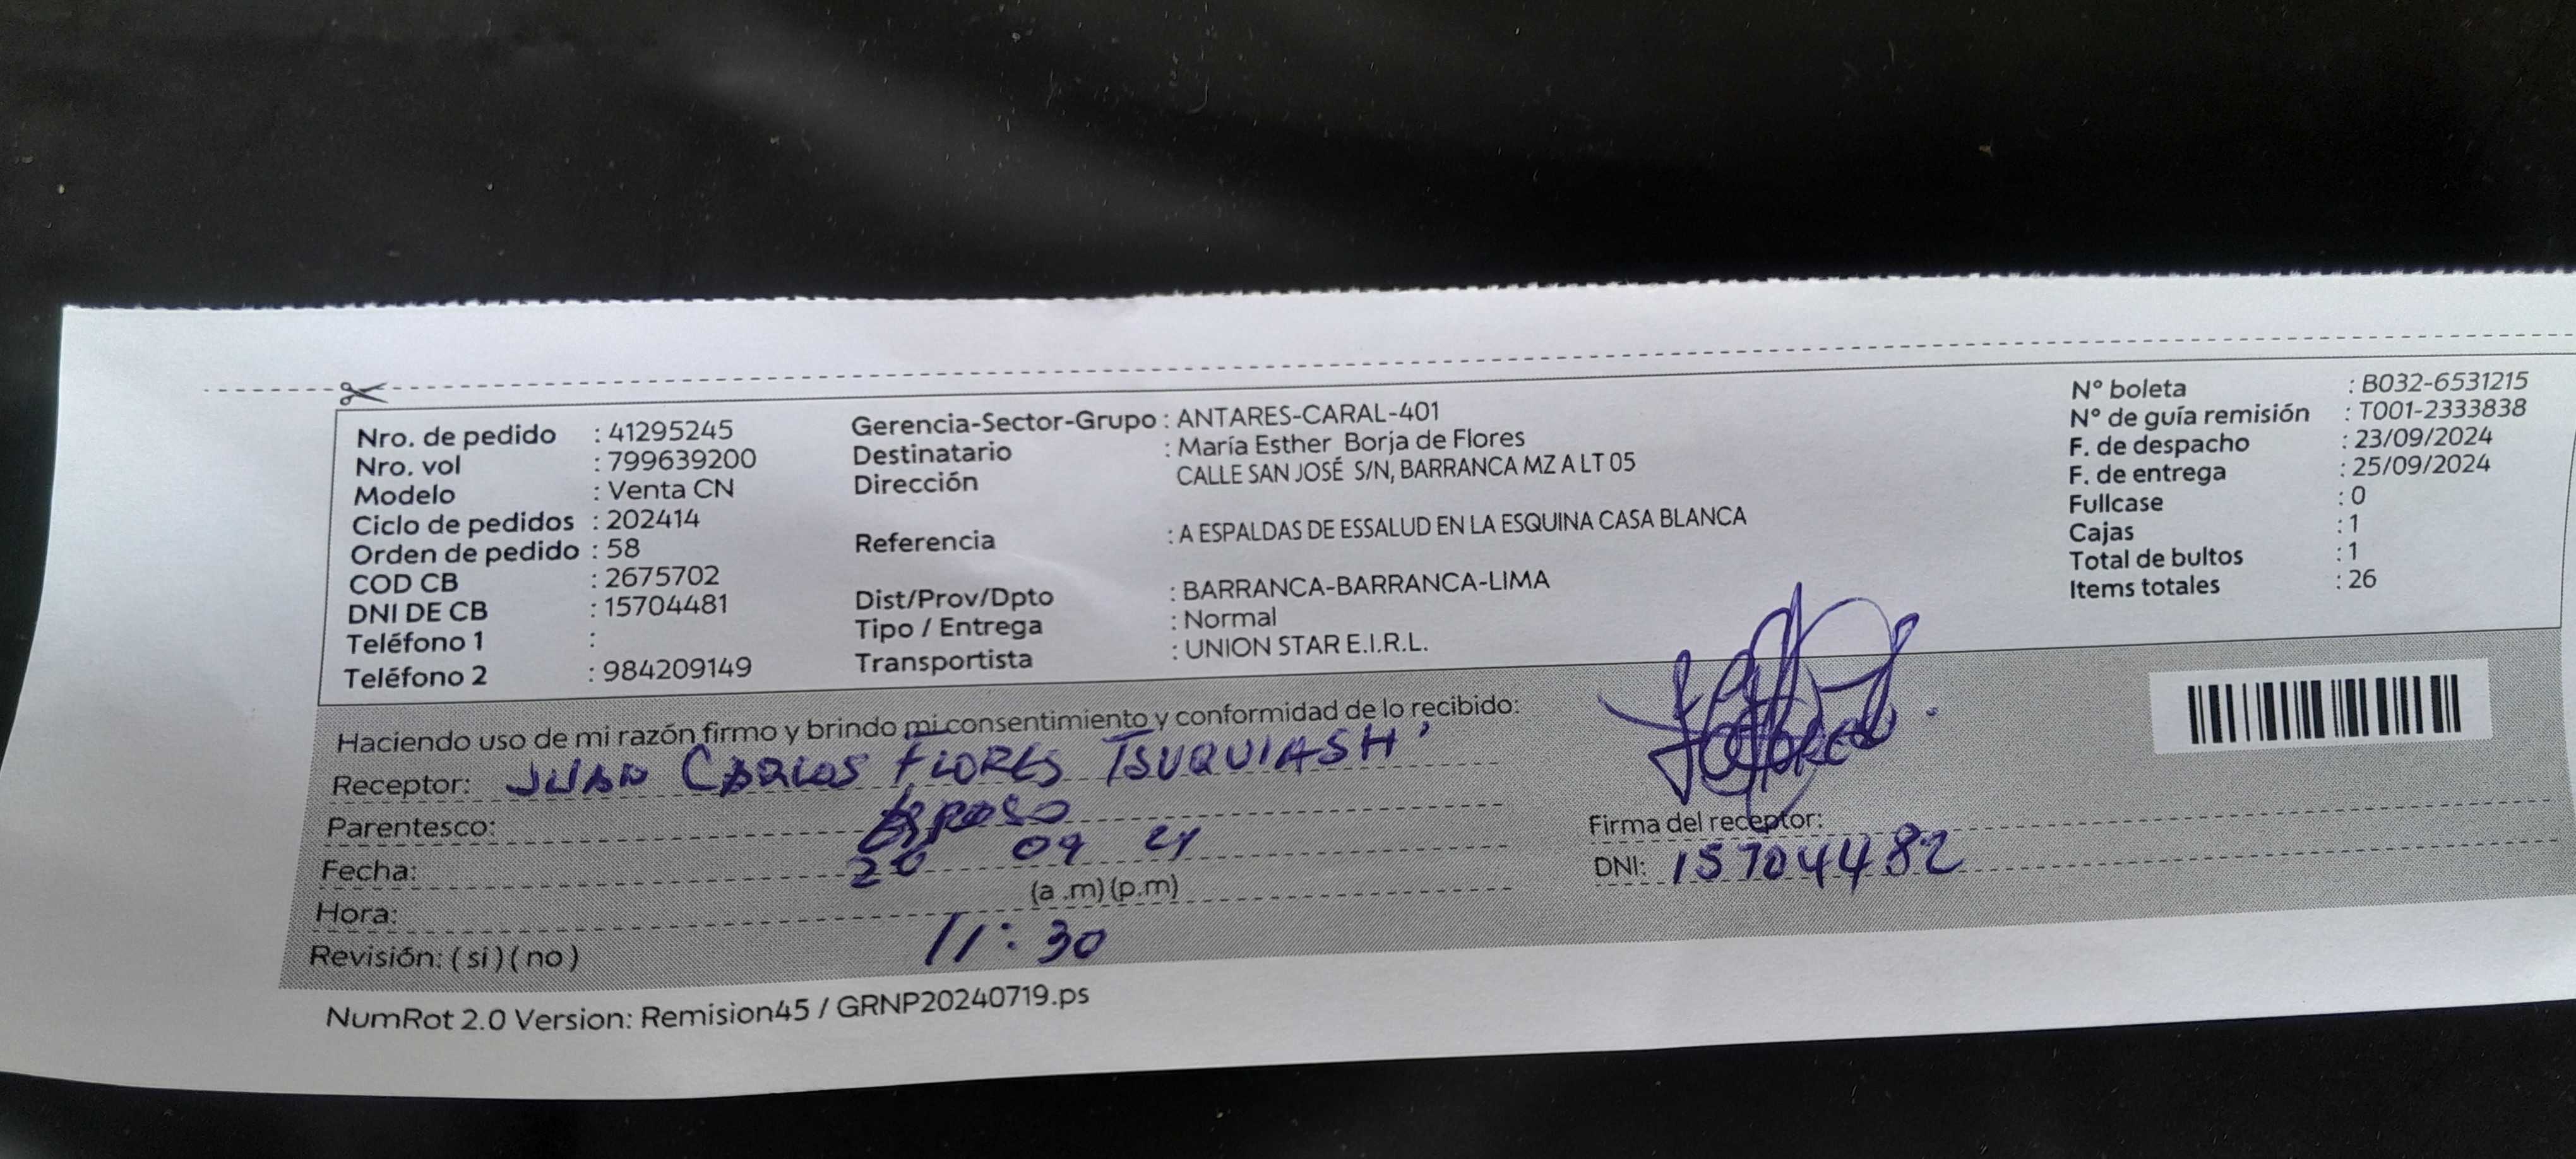 Nro. de pedido : 41295245
Nro. vol : 799639200
Modelo : Venta CN
Ciclo de pedidos : 202414
Orden de pedido : 58
COD CB : 2675702
DNI DE CB : 15704481
Teléfono 1 :
Teléfono 2 : 984209149
Gerencia-Sector-Grupo : ANTARES-CARAL-401
Destinatario : María Esther Borja de Flores
Dirección CALLE SAN JOSÉ S/N, BARRANCA MZ A LT 05
Referencia : A ESPALDAS DE ESSALUD EN LA ESQUINA CASA BLANCA
Dist/Prov/Dpto : BARRANCA-BARRANCA-LIMA
Tipo / Entrega : Normal
Transportista : UNION STAR E.I.R.L.
N° boleta : B032-6531215
N° de guía remisión : T001-2333838
F. de despacho : 23/09/2024
F. de entrega : 25/09/2024
Fullcase : 0
Cajas : 1
Total de bultos : 1
Items totales : 26
Haciendo uso de mi razón firmo y brindo mi consentimiento y conformidad de lo recibido:
Receptor: JUAN CARLOS FLORES TSUQUIASH
Parentesco: Esposo
Fecha: 26 09 24
Hora: (a .m) (p.m)
11:30
Revisión: ( si ) ( no )
Firma del receptor:
DNI: 15704482
NumRot 2.0 Version: Remision45 / GRNP20240719.ps